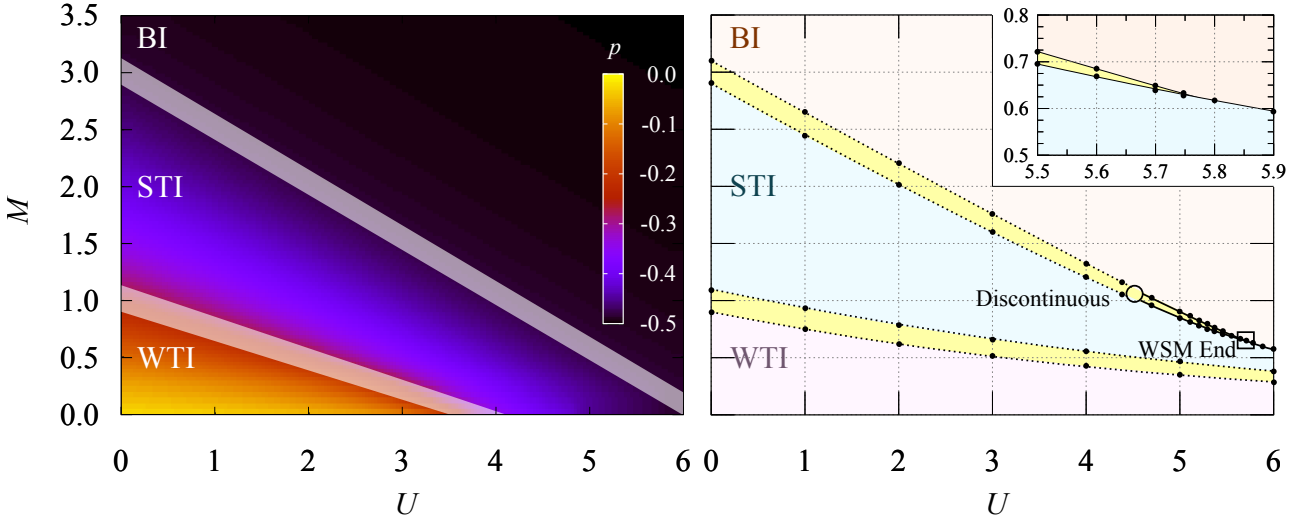 3.5
3.0
2.5
2.0
1.5
1.0
0.5
0.0
M
BI
STI
WTI
p
0.0
-0.1
-0.2
-0.3
-0.4
-0.5
0 1 2 3 4 5 6
U
BI
STI
WTI
Discontinuous
WSM End
0 1 2 3 4 5 6
U
0.8
0.7
0.6
0.5
5.5 5.6 5.7 5.8 5.9